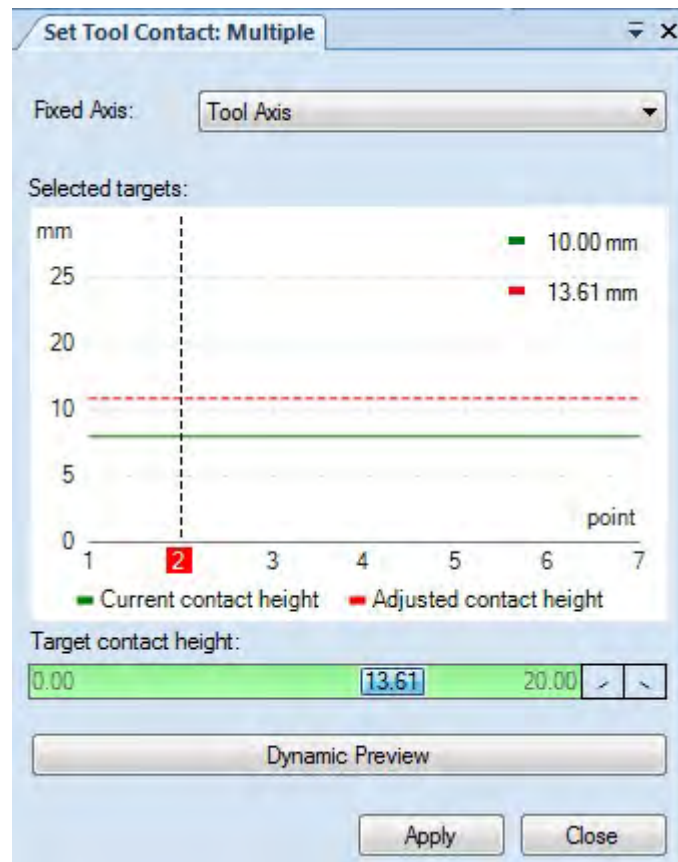 Set Tool Contact: Multiple
Fixed Axis: Tool Axis
Selected targets:
mm
10.00 mm
25
13.61 mm
20
10
5
point
0
1 2 3 4 5 6 7
Current contact height Adjusted contact height
Target contact height:
0.00 13.61 20.00
Dynamic Preview
Apply Close